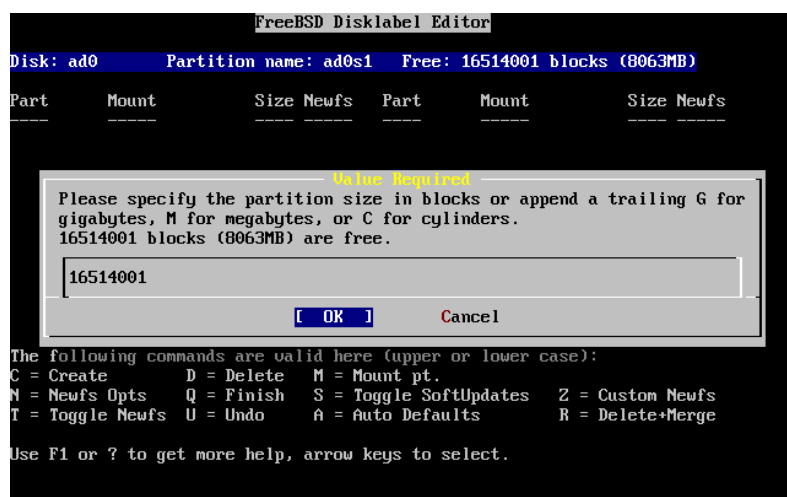 FreeBSD Disklabel Editor
Disk: ad0 Partition name: ad0s1 Free: 16514001 blocks (8063MB)
Part Mount Size Newfs Part Mount Size Newfs
---- ----- ---- ----- ---- ----- ---- -----
Value Required
Please specify the partition size in blocks or append a trailing G for
gigabytes, M for megabytes, or C for cylinders.
16514001 blocks (8063MB) are free.
16514001
[ OK ] Cancel
The following commands are valid here (upper or lower case):
C = Create D = Delete M = Mount pt.
N = Newfs Opts Q = Finish S = Toggle SoftUpdates Z = Custom Newfs
T = Toggle Newfs U = Undo A = Auto Defaults R = Delete+Merge
Use F1 or ? to get more help, arrow keys to select.